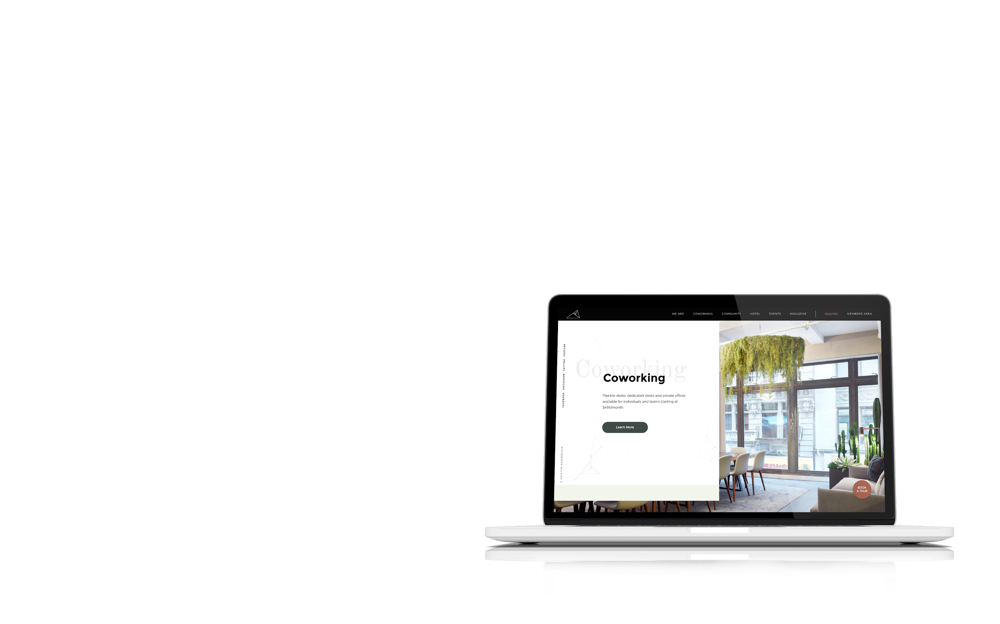 WE ARE COWORKING COMMUNITY HOTEL EVENTS MAGAZINE INQUIRE MEMBERS AREA
FACEBOOK INSTAGRAM TWITTER YOUTUBE
Coworking
Coworking
Flexible desks, dedicated desks and private offices
available for individuals and teams starting at
$495/month.
Learn More
© 2019 THE ASSEMBLAGE
BOOK
A TOUR